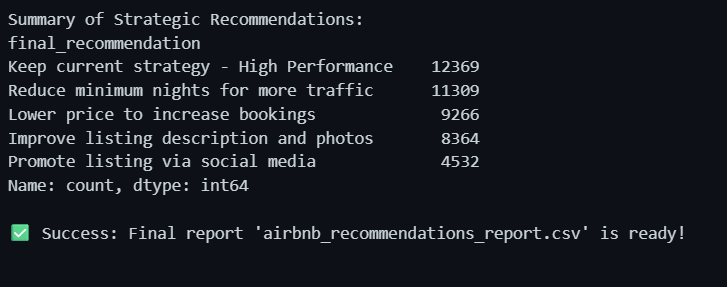 Summary of Strategic Recommendations:
final_recommendation
Keep current strategy - High Performance    12369
Reduce minimum nights for more traffic      11309
Lower price to increase bookings             9266
Improve listing description and photos       8364
Promote listing via social media             4532
Name: count, dtype: int64
✅ Success: Final report 'airbnb_recommendations_report.csv' is ready!